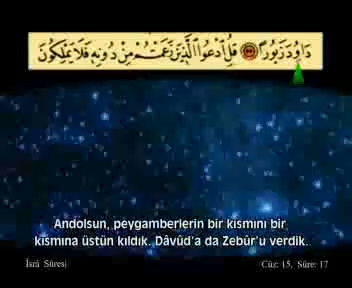 دَاوُدَ زَبُورًا ﴿٥٥﴾ قُلِ ادْعُوا الَّذِينَ زَعَمْتُمْ مِنْ دُونِهِ فَلَا يَمْلِكُونَ
Andolsun, peygamberlerin bir kısmını bir
kısmına üstün kıldık. Dâvûd'a da Zebûr'u verdik.
İsrâ Sûresi
Cüz: 15, Sûre: 17